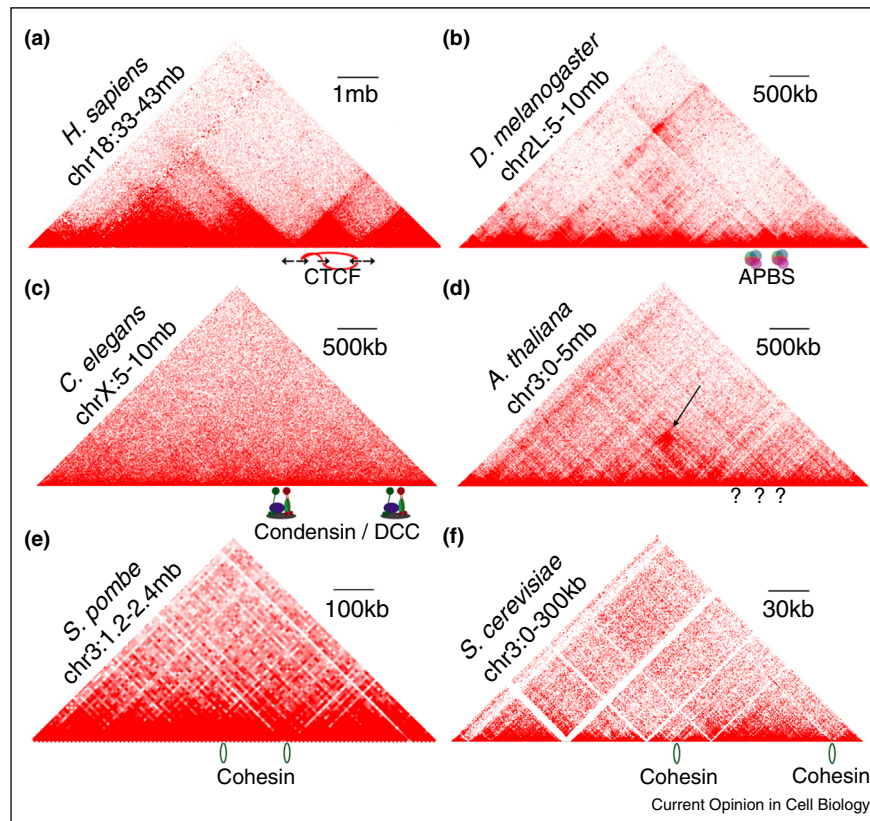 (a)
H. sapiens
chr18:33-43mb
1mb
CTCF
(b)
D. melanogaster
chr2L:5-10mb
500kb
APBS
(c)
C. elegans
chrX:5-10mb
500kb
Condensin / DCC
(d)
A. thaliana
chr3:0-5mb
500kb
? ? ?
(e)
S. pombe
chr3:1.2-2.4mb
100kb
Cohesin
(f)
S. cerevisiae
chr3:0-300kb
30kb
Cohesin
Cohesin
Current Opinion in Cell Biology